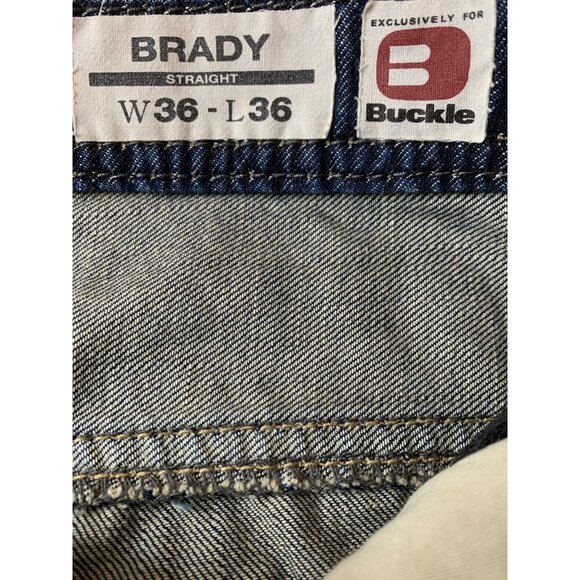 BRADY
STRAIGHT
W36 - L36
EXCLUSIVELY FOR
B
Buckle